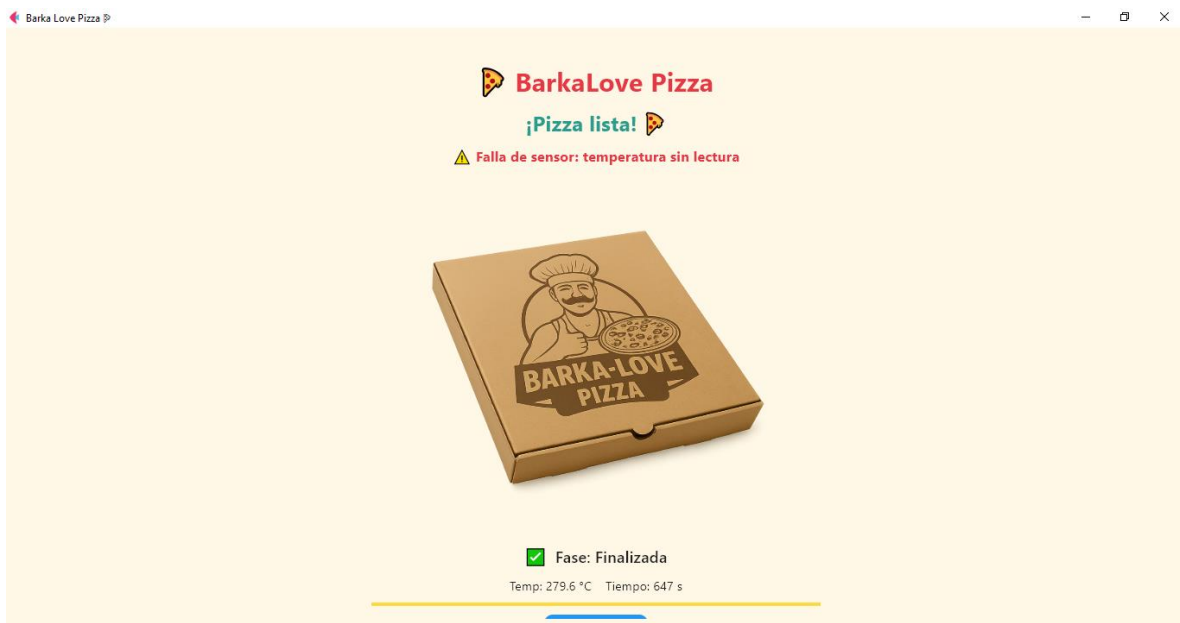 Barka Love Pizza
BarkaLove Pizza
¡Pizza lista!
Falla de sensor: temperatura sin lectura
BARKA-LOVE
PIZZA
Fase: Finalizada
Temp: 279.6 °C Tiempo: 647 s